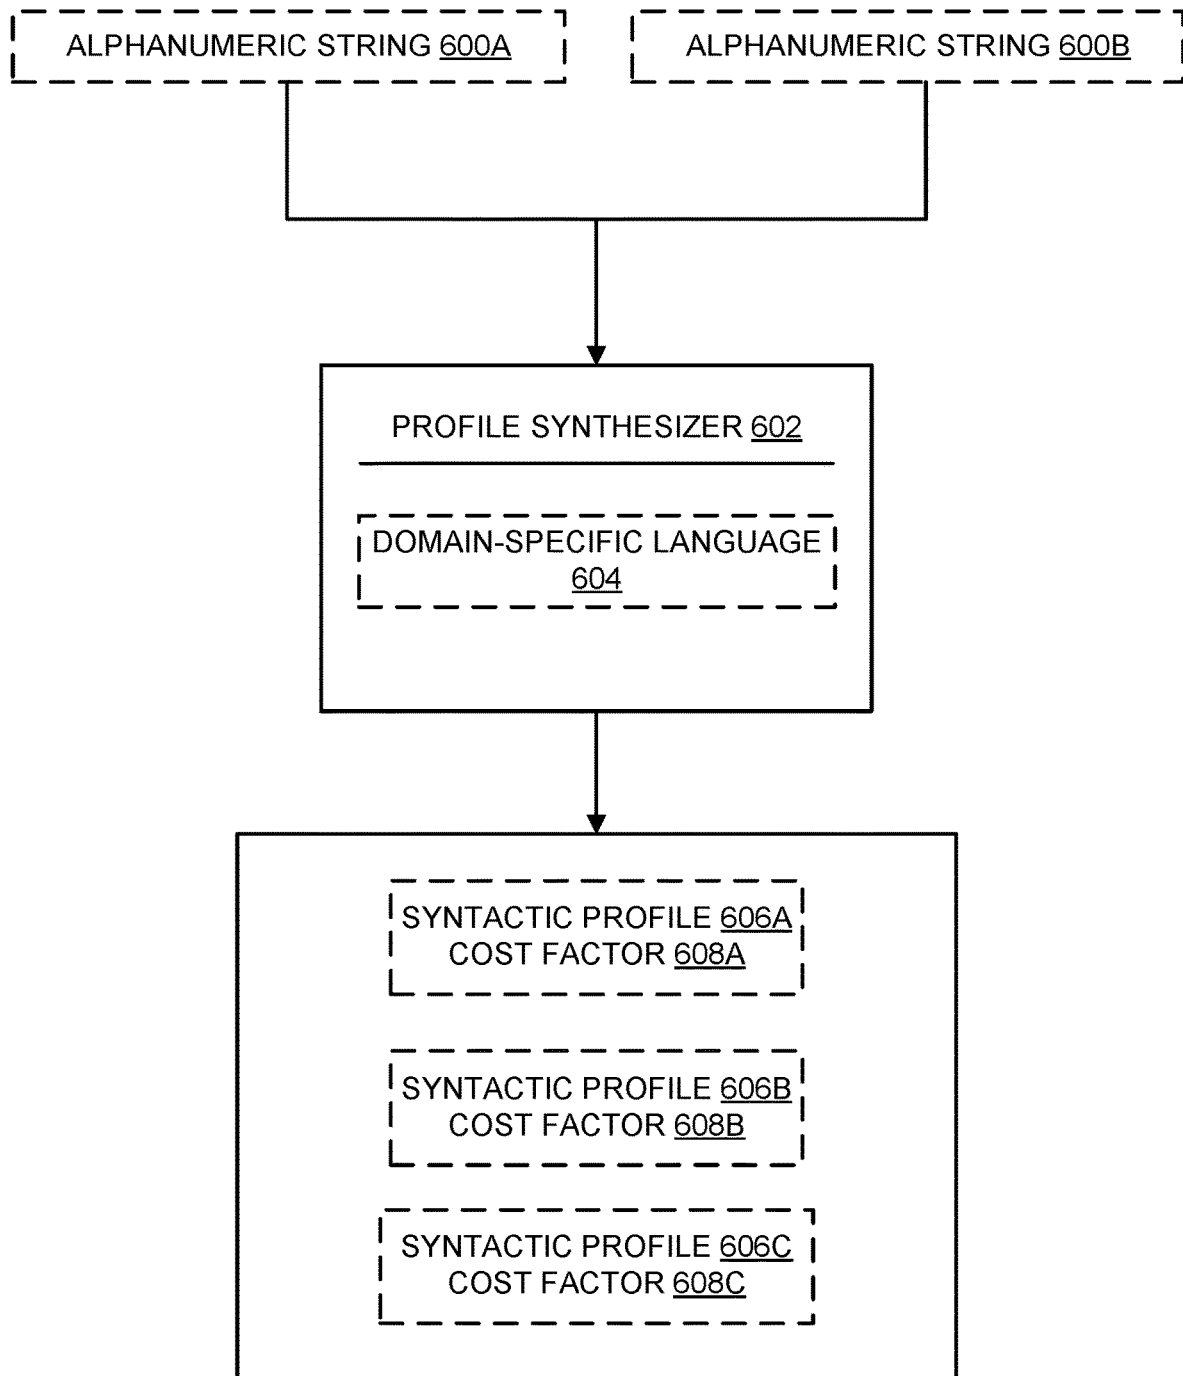 ALPHANUMERIC STRING 600A
ALPHANUMERIC STRING 600B
PROFILE SYNTHESIZER 602
DOMAIN-SPECIFIC LANGUAGE
604
SYNTACTIC PROFILE 606A
COST FACTOR 608A
SYNTACTIC PROFILE 606B
COST FACTOR 608B
SYNTACTIC PROFILE 606C
COST FACTOR 608C